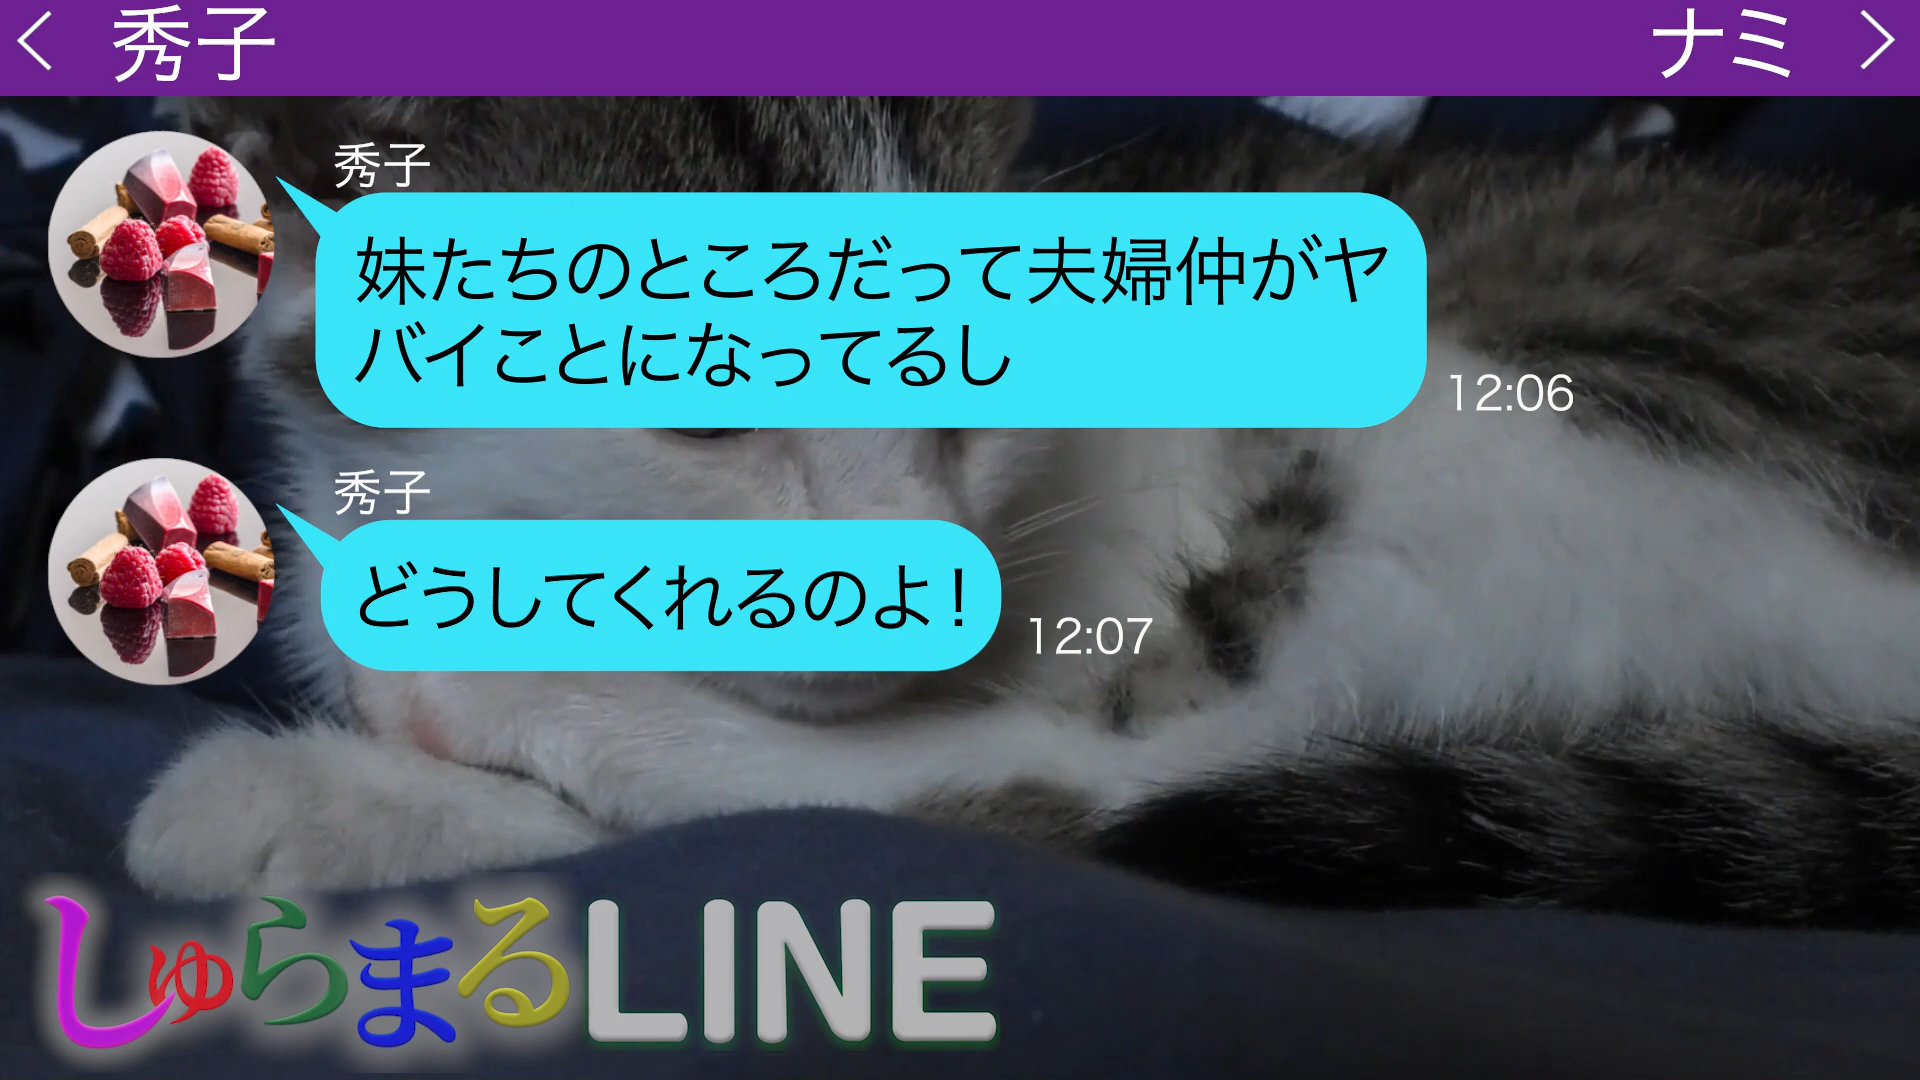 秀子
ナミ
秀子
妹たちのところだって夫婦仲がヤ
バイことになってるし
12:06
秀子
どうしてくれるのよ！
12:07
しゅらまるLINE